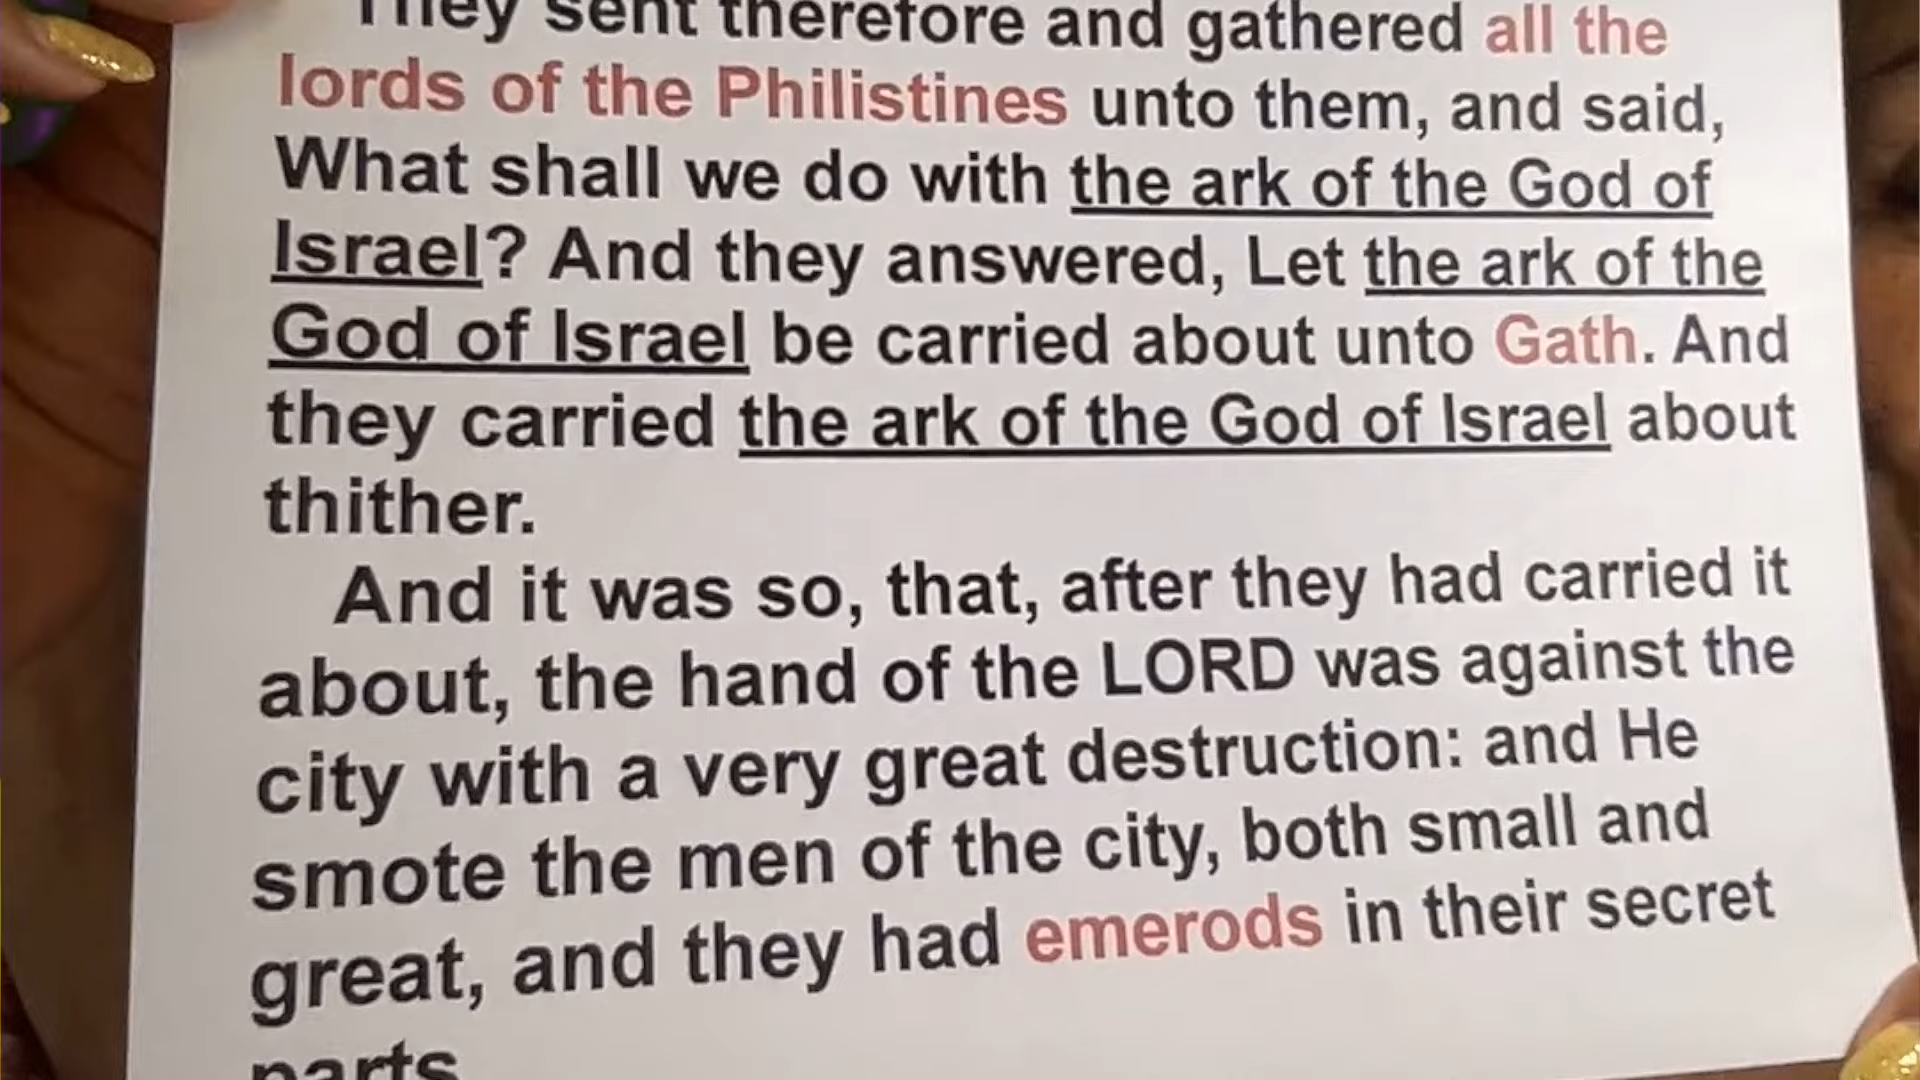 They sent therefore and gathered all the
lords of the Philistines unto them, and said,
What shall we do with the ark of the God of
Israel? And they answered, Let the ark of the
God of Israel be carried about unto Gath. And
they carried the ark of the God of Israel about
thither.
And it was so, that, after they had carried it
about, the hand of the LORD was against the
city with a very great destruction: and He
smote the men of the city, both small and
great, and they had emerods in their secret
parts